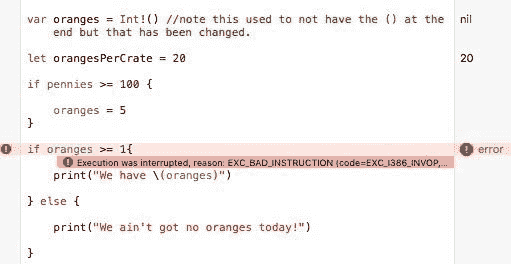 var oranges = Int!() //note this used to not have the () at the nil
end but that has been changed.
let orangesPerCrate = 20 20
if pennies >= 100 {
oranges = 5
}
if oranges >= 1{ error
Execution was interrupted, reason: EXC_BAD_INSTRUCTION (code=EXC_I386_INVOP,...
print("We have \(oranges)")
} else {
print("We ain't got no oranges today!")
}